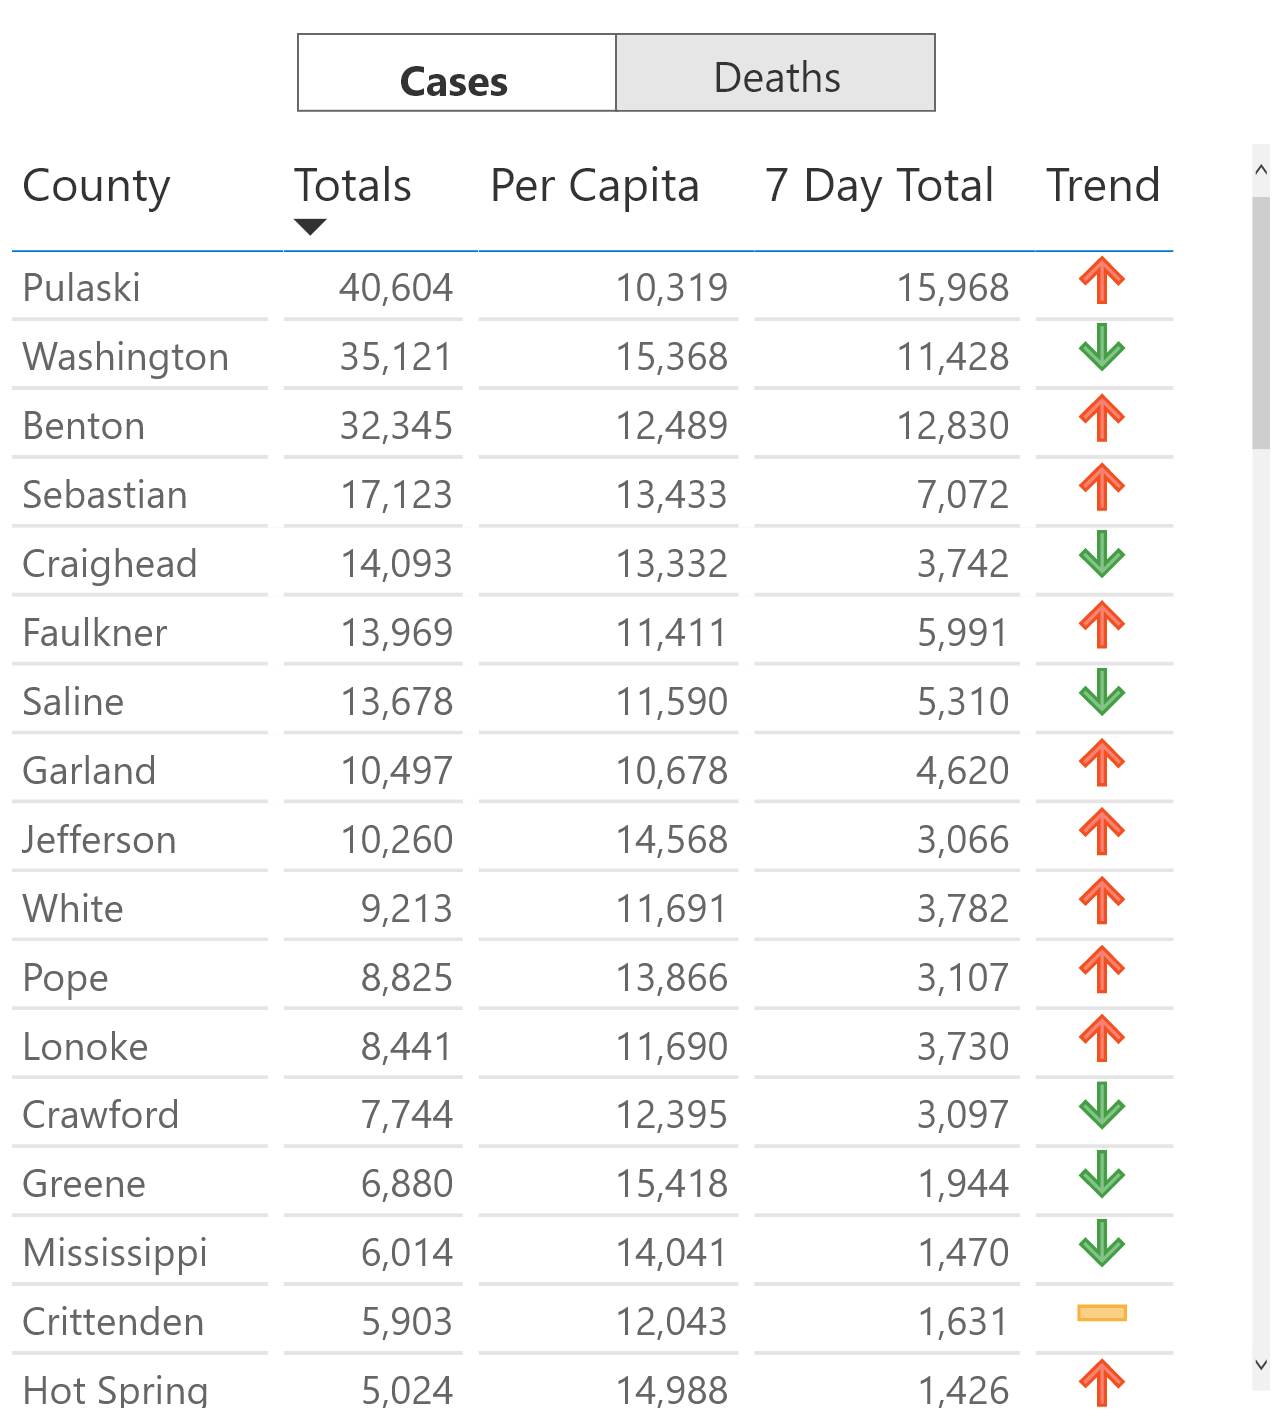 Cases Deaths
County Totals Per Capita 7 Day Total Trend
Pulaski 40,604 10,319 15,968
Washington 35,121 15,368 11,428
Benton 32,345 12,489 12,830
Sebastian 17,123 13,433 7,072
Craighead 14,093 13,332 3,742
Faulkner 13,969 11,411 5,991
Saline 13,678 11,590 5,310
Garland 10,497 10,678 4,620
Jefferson 10,260 14,568 3,066
White 9,213 11,691 3,782
Pope 8,825 13,866 3,107
Lonoke 8,441 11,690 3,730
Crawford 7,744 12,395 3,097
Greene 6,880 15,418 1,944
Mississippi 6,014 14,041 1,470
Crittenden 5,903 12,043 1,631
Hot Spring 5,024 14,988 1,426